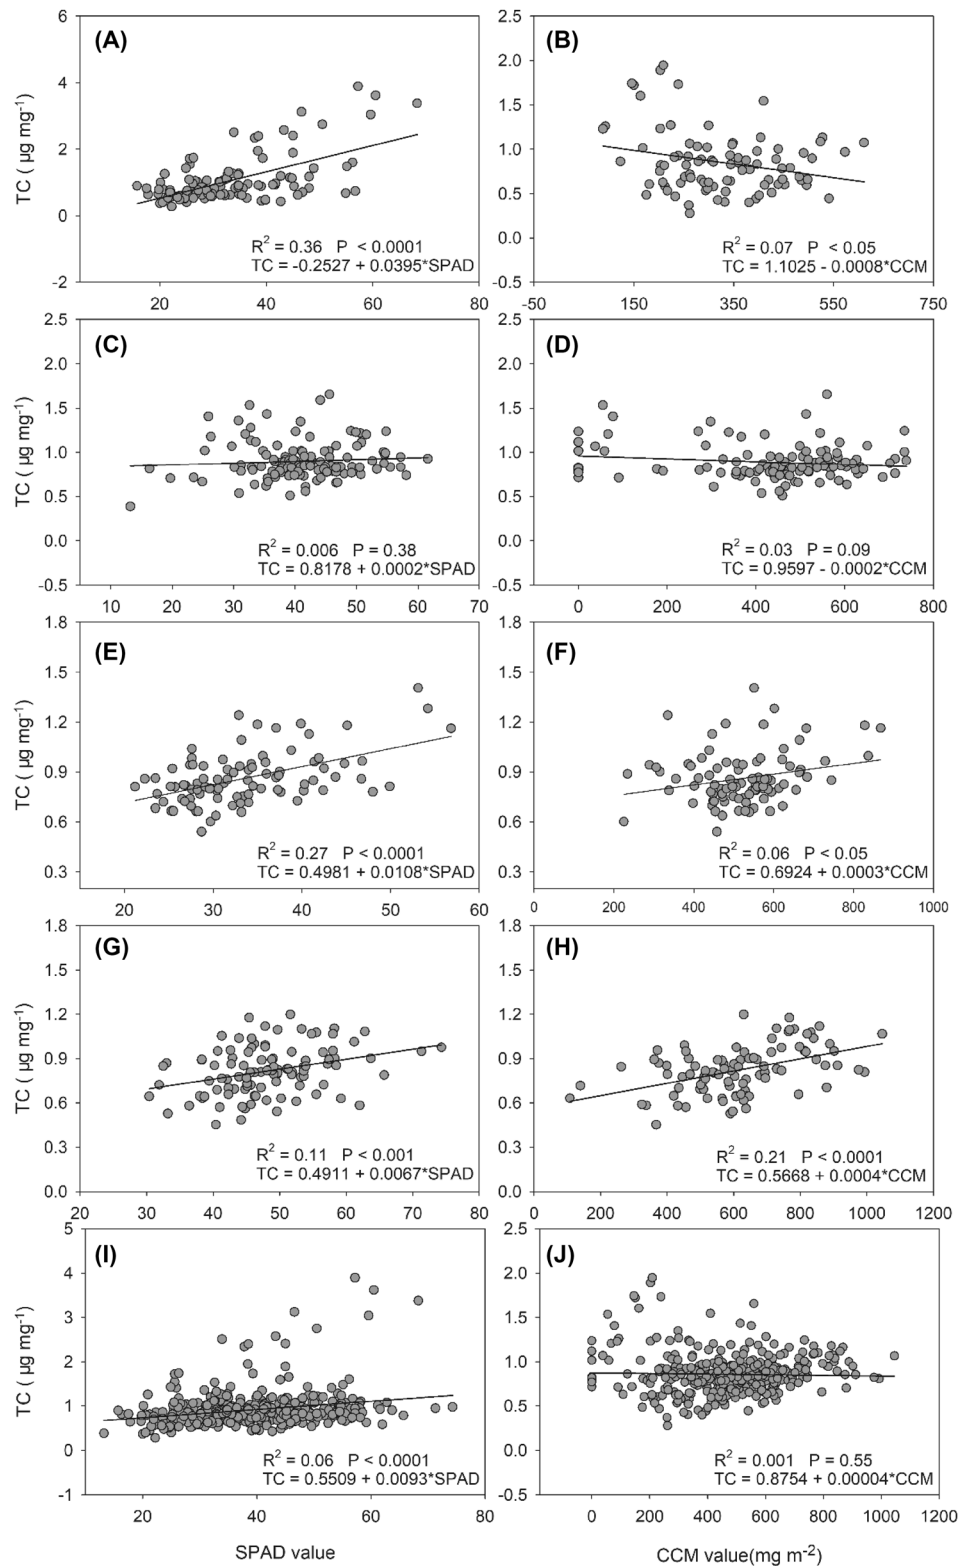 (A)
6
4
2
0
-2
TC ( µg mg-1)
R2 = 0.36 P < 0.0001
TC = -0.2527 + 0.0395*SPAD
20 40 60 80
(B)
2.5
2.0
1.5
1.0
0.5
0.0
-0.5
R2 = 0.07 P < 0.05
TC = 1.1025 - 0.0008*CCM
-50 150 350 550 750
(C)
2.5
2.0
1.5
1.0
0.5
0.0
-0.5
TC ( µg mg-1)
R2 = 0.006 P = 0.38
TC = 0.8178 + 0.0002*SPAD
10 20 30 40 50 60 70
(D)
2.5
2.0
1.5
1.0
0.5
0.0
-0.5
R2 = 0.03 P = 0.09
TC = 0.9597 - 0.0002*CCM
0 200 400 600 800
(E)
1.8
1.5
1.2
0.9
0.6
0.3
TC ( µg mg-1)
R2 = 0.27 P < 0.0001
TC = 0.4981 + 0.0108*SPAD
20 30 40 50 60
(F)
1.8
1.5
1.2
0.9
0.6
0.3
R2 = 0.06 P < 0.05
TC = 0.6924 + 0.0003*CCM
0 200 400 600 800 1000
(G)
1.8
1.5
1.2
0.9
0.6
0.3
0.0
TC ( µg mg-1)
R2 = 0.11 P < 0.001
TC = 0.4911 + 0.0067*SPAD
20 30 40 50 60 70 80
(H)
1.8
1.5
1.2
0.9
0.6
0.3
0.0
R2 = 0.21 P < 0.0001
TC = 0.5668 + 0.0004*CCM
0 200 400 600 800 1000 1200
(I)
5
4
3
2
1
0
-1
TC ( µg mg-1)
R2 = 0.06 P < 0.0001
TC = 0.5509 + 0.0093*SPAD
20 40 60 80
SPAD value
(J)
2.5
2.0
1.5
1.0
0.5
0.0
-0.5
R2 = 0.001 P = 0.55
TC = 0.8754 + 0.00004*CCM
0 200 400 600 800 1000 1200
CCM value(mg m-2)